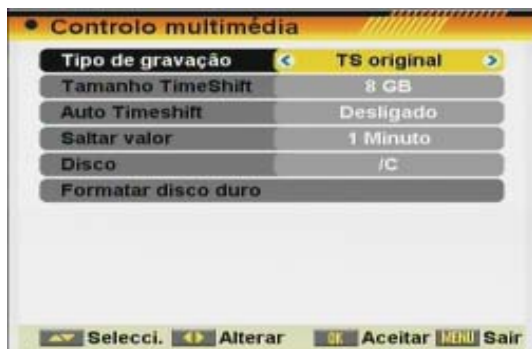 Controlo multimédia
Tipo de gravação TS original
Tamanho TimeShift 8 GB
Auto Timeshift Desligado
Saltar valor 1 Minuto
Disco /C
Formatar disco duro
Selecci. Alterar OK Aceitar MENU Sair